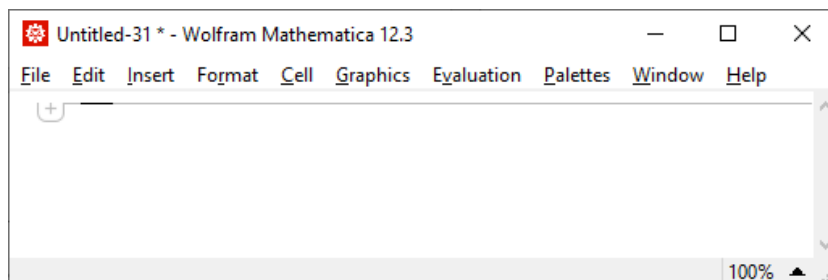 Untitled-31 * - Wolfram Mathematica 12.3
File Edit Insert Format Cell Graphics Evaluation Palettes Window Help
100%